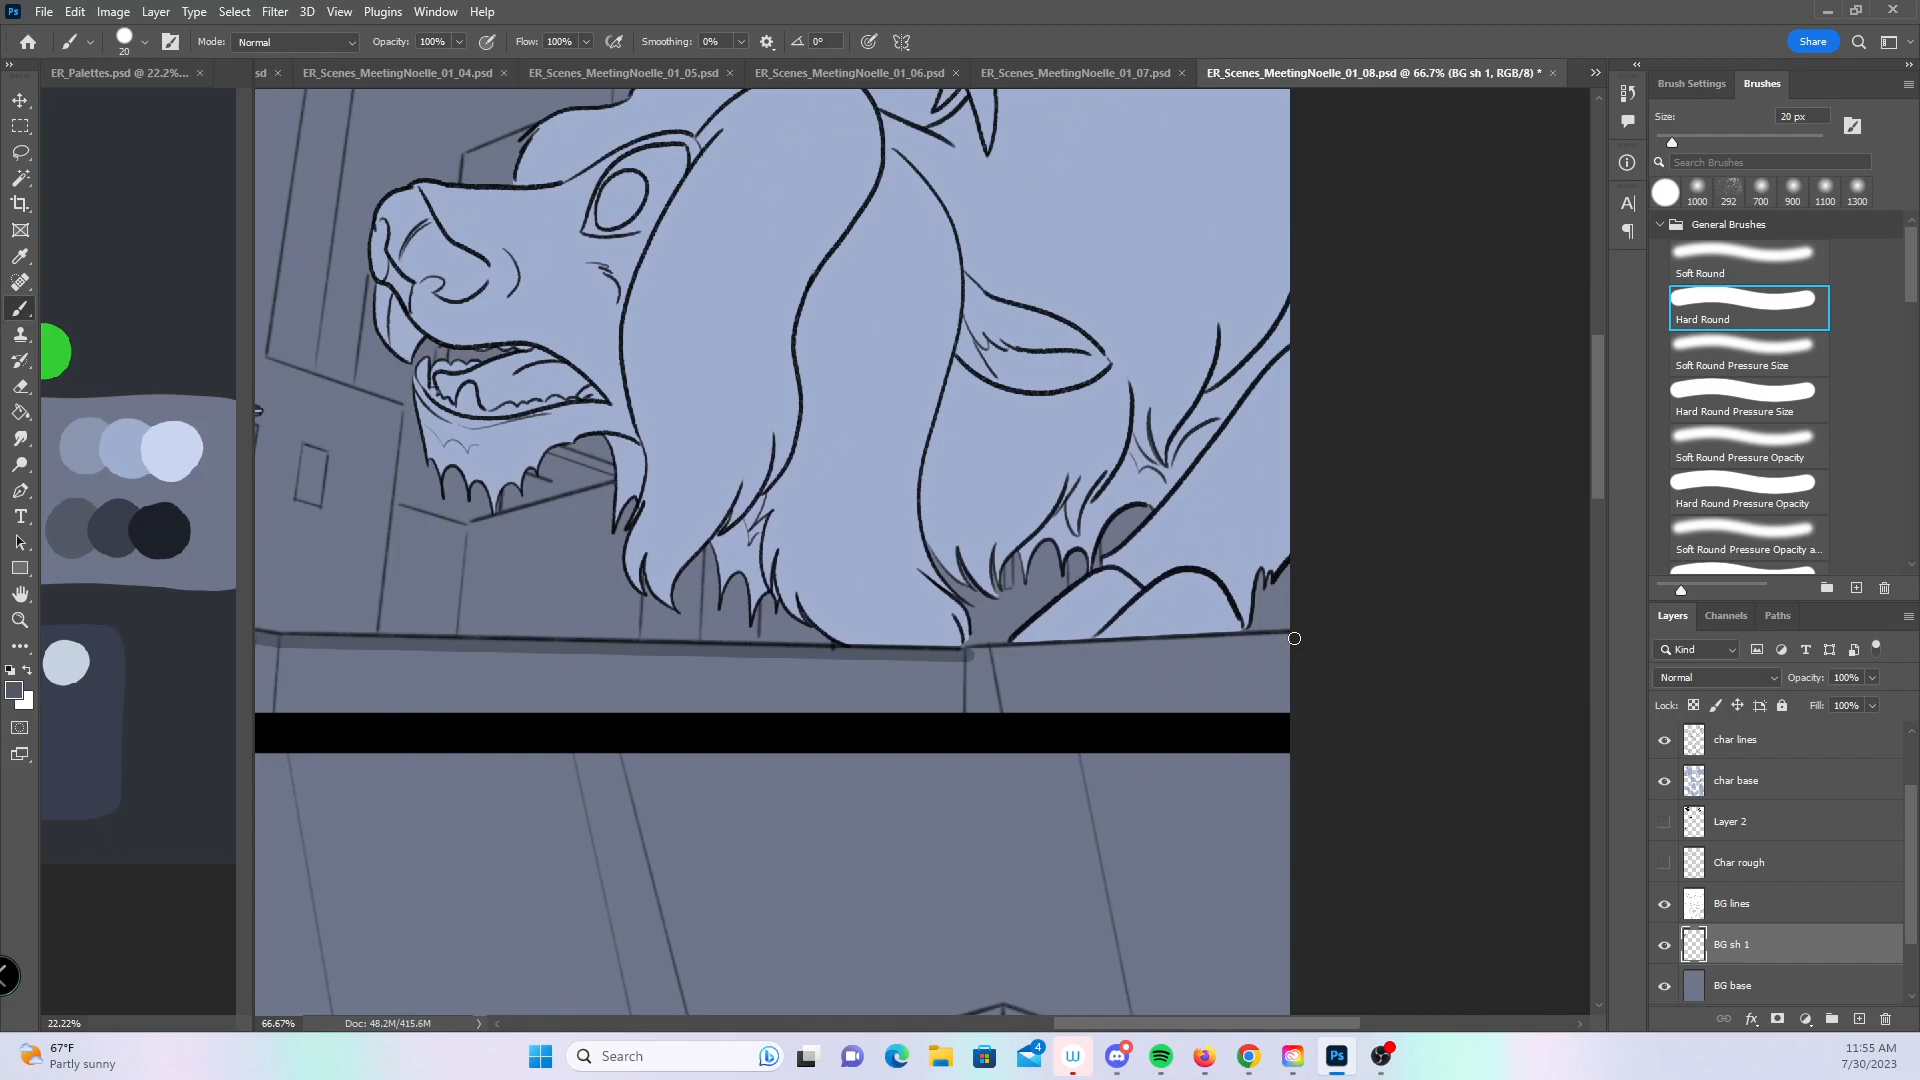 Ps File Edit Image Layer Type Select Filter 3D View Plugins Window Help
20 Mode: Normal Opacity: 100% Flow: 100% Smoothing: 0% 0° Share
ER_Palettes.psd @ 22.2%... × sd × ER_Scenes_MeetingNoelle_01_04.psd × ER_Scenes_MeetingNoelle_01_05.psd × ER_Scenes_MeetingNoelle_01_06.psd × ER_Scenes_MeetingNoelle_01_07.psd × ER_Scenes_MeetingNoelle_01_08.psd @ 66.7% (BG sh 1, RGB/8) * ×
Brush Settings Brushes
Size: 20 px
Search Brushes
1000 292 700 900 1100 1300
General Brushes
Soft Round
Hard Round
Soft Round Pressure Size
Hard Round Pressure Size
Soft Round Pressure Opacity
Hard Round Pressure Opacity
Soft Round Pressure Opacity a...
Layers Channels Paths
Kind
Normal Opacity: 100%
Lock: Fill: 100%
char lines
char base
Layer 2
Char rough
BG lines
BG sh 1
BG base
22.22% 66.67% Doc: 48.2M/415.6M
67°F
Partly sunny
Search
4
Ps
11:55 AM
7/30/2023